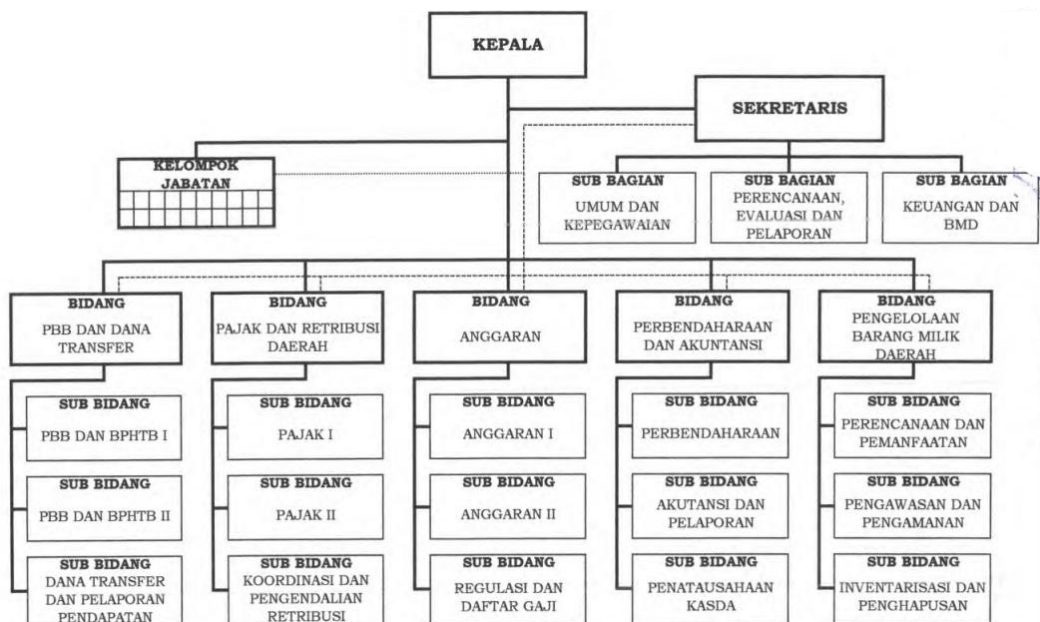 KEPALA
SEKRETARIS
KELOMPOK
JABATAN
SUB BAGIAN
UMUM DAN
KEPEGAWAIAN
SUB BAGIAN
PERENCANAAN,
EVALUASI DAN
PELAPORAN
SUB BAGIAN
KEUANGAN DAN
BMD
BIDANG
PBB DAN DANA
TRANSFER
BIDANG
PAJAK DAN RETRIBUSI
DAERAH
BIDANG
ANGGARAN
BIDANG
PERBENDAHARAAN
DAN AKUNTANSI
BIDANG
PENGELOLAAN
BARANG MILIK
DAERAH
SUB BIDANG
PBB DAN BPHTB I
SUB BIDANG
PAJAK I
SUB BIDANG
ANGGARAN I
SUB BIDANG
PERBENDAHARAAN
SUB BIDANG
PERENCANAAN DAN
PEMANFAATAN
SUB BIDANG
PBB DAN BPHTB II
SUB BIDANG
PAJAK II
SUB BIDANG
ANGGARAN II
SUB BIDANG
AKUTANSI DAN
PELAPORAN
SUB BIDANG
PENGAWASAN DAN
PENGAMANAN
SUB BIDANG
DANA TRANSFER
DAN PELAPORAN
PENDAPATAN
SUB BIDANG
KOORDINASI DAN
PENGENDALIAN
RETRIBUSI
SUB BIDANG
REGULASI DAN
DAFTAR GAJI
SUB BIDANG
PENATAUSAHAAN
KASDA
SUB BIDANG
INVENTARISASI DAN
PENGHAPUSAN